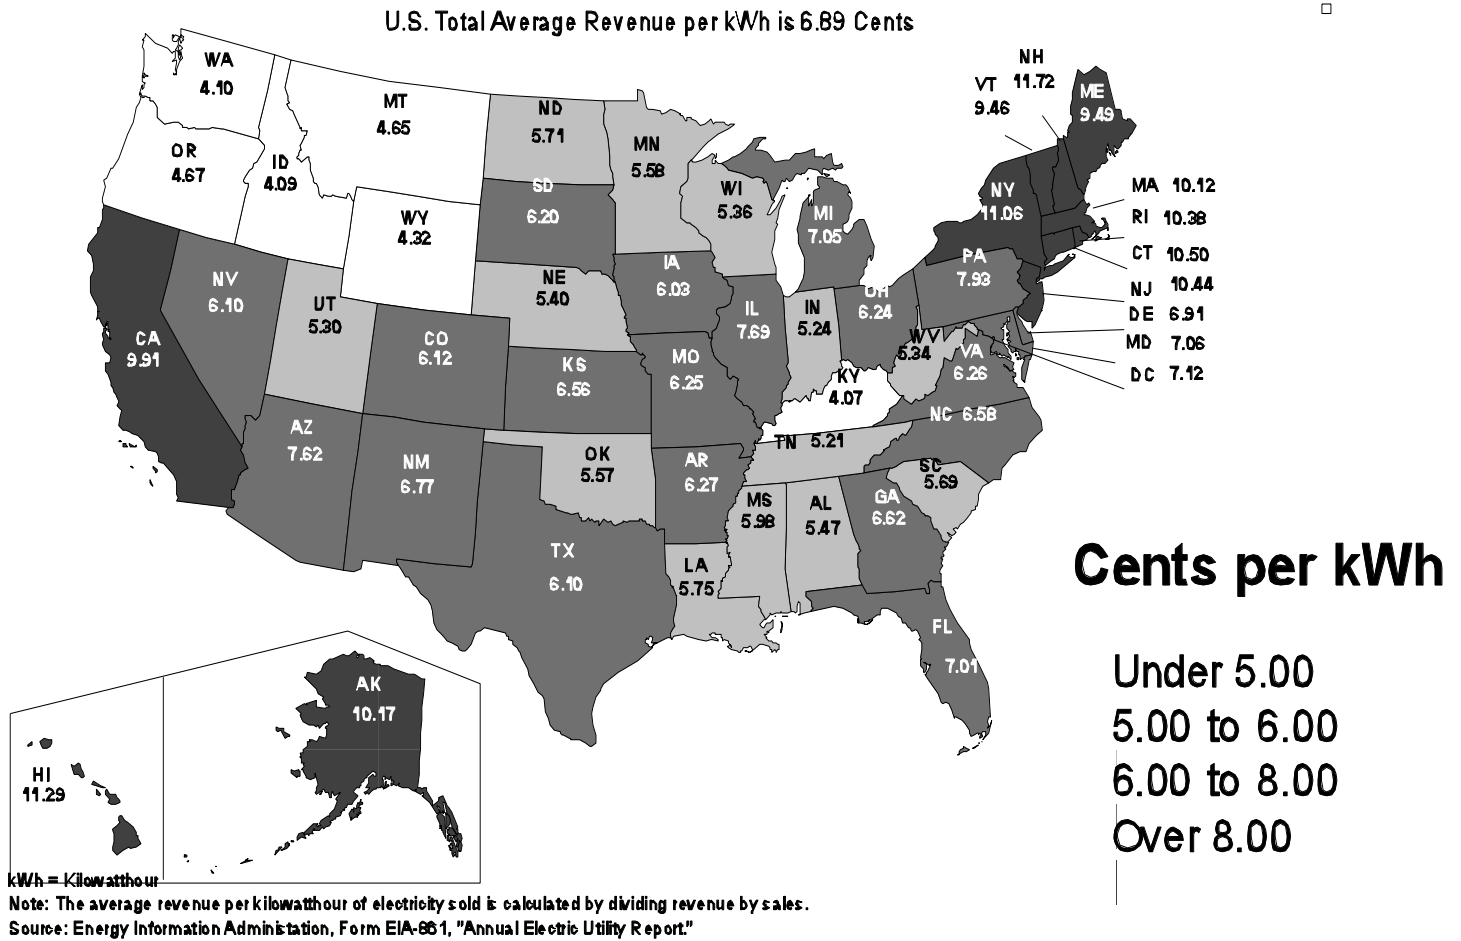 U.S. Total Average Revenue per kWh is 6.89 Cents
WA
4.10
MT
4.65
ND
5.71
MN
5.58
OR
4.67
ID
4.09
WY
4.32
SD
6.20
WI
5.36
MI
7.05
NH
11.72
VT
9.46
ME
9.49
NY
11.06
MA 10.12
RI 10.38
CT 10.50
NJ 10.44
DE 6.91
MD 7.06
DC 7.12
PA
7.93
NV
6.10
UT
5.30
NE
5.40
IA
6.03
IL
7.69
IN
5.24
OH
6.24
WV
5.34
VA
6.26
CA
9.91
CO
6.12
KS
6.56
MO
6.25
KY
4.07
NC 6.58
TN 5.21
SC
5.69
AZ
7.62
NM
6.77
OK
5.57
AR
6.27
MS
5.98
AL
5.47
GA
6.62
TX
6.10
LA
5.75
FL
7.01
AK
10.17
HI
11.29
Cents per kWh
Under 5.00
5.00 to 6.00
6.00 to 8.00
Over 8.00
kWh = Kilowatthour
Note: The average revenue per kilowatthour of electricity sold is calculated by dividing revenue by sales.
Source: Energy Information Administation, Form EIA-861, "Annual Electric Utility Report."